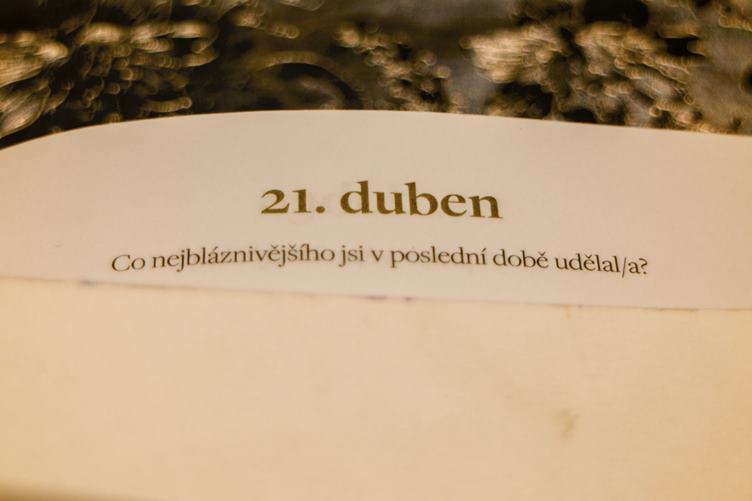 21. duben
Co nejbláznivějšího jsi v poslední době udělal/a?